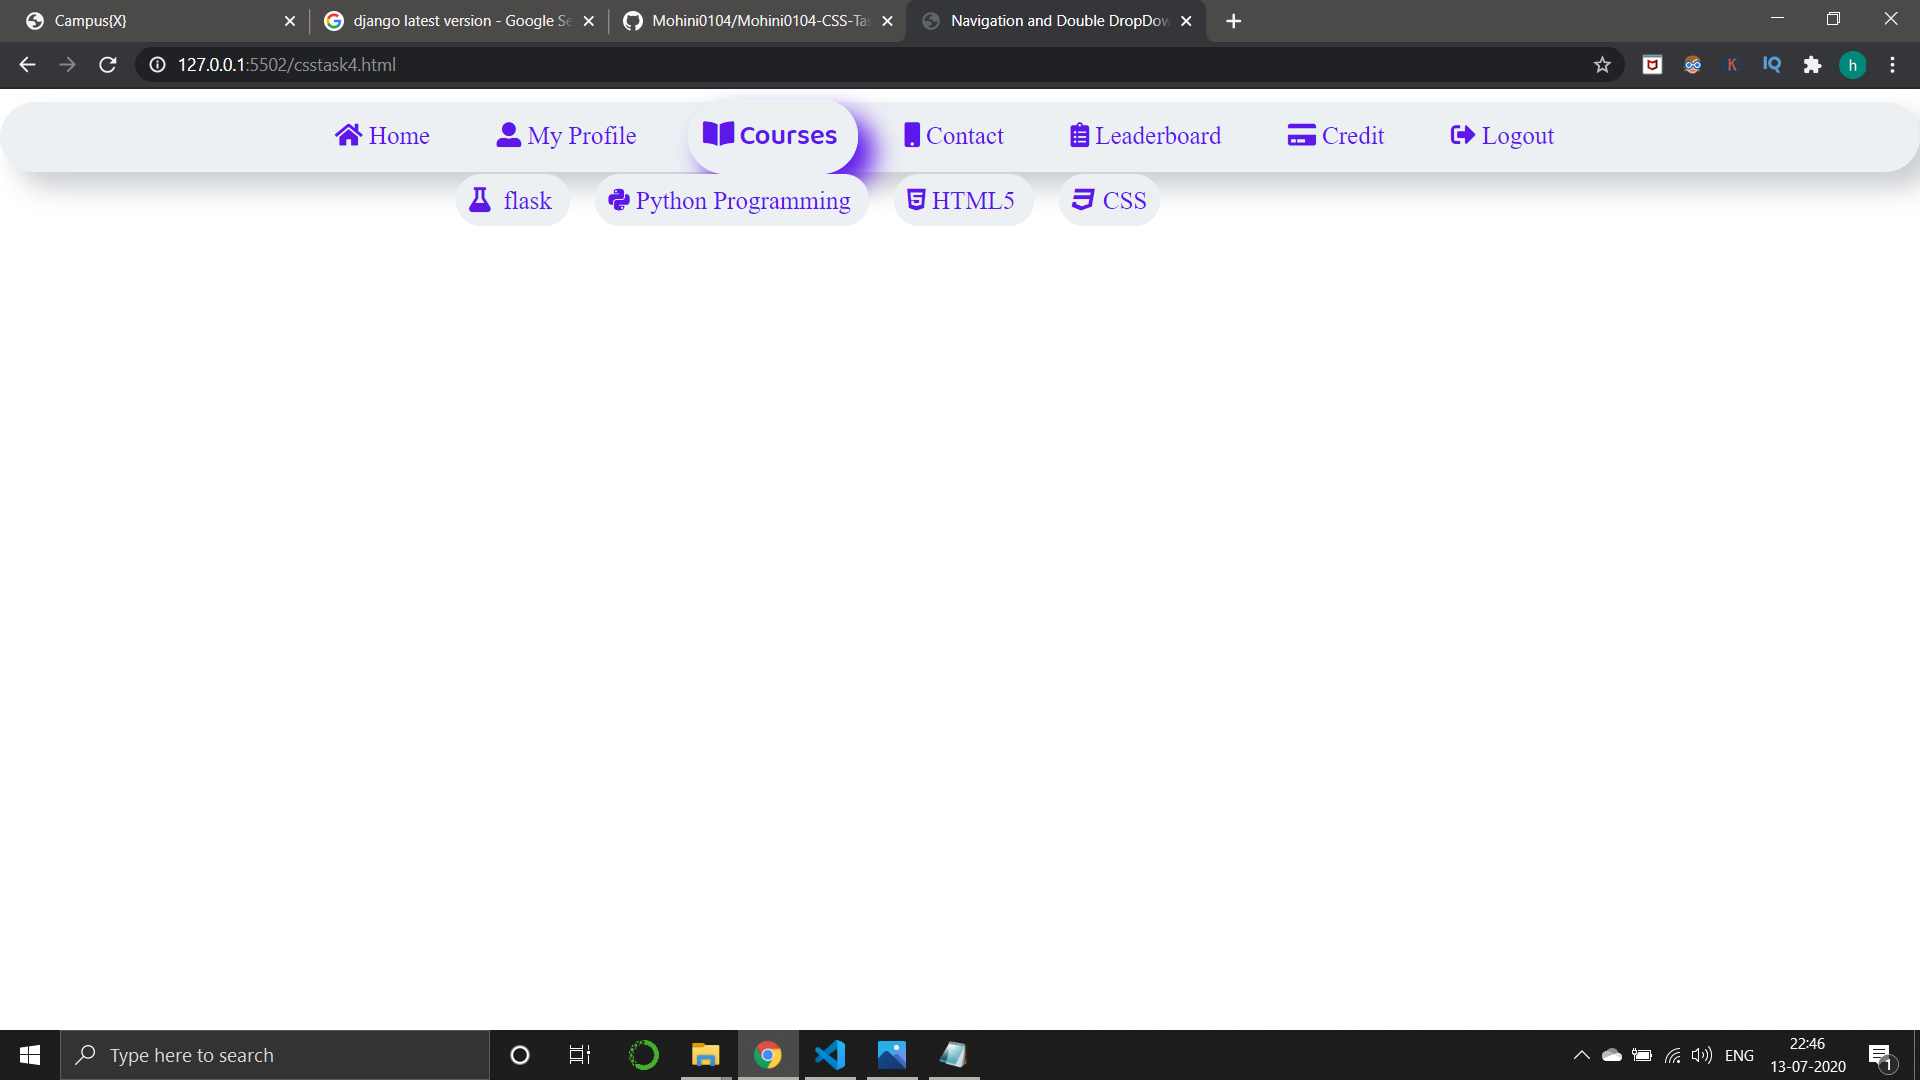 Campus{X}
django latest version - Google Se
Mohini0104/Mohini0104-CSS-Tas
Navigation and Double DropDow
127.0.0.1:5502/csstask4.html
K
IQ
h
Home
My Profile
Courses
Contact
Leaderboard
Credit
Logout
flask
Python Programming
HTML5
CSS
Type here to search
ENG
22:46
13-07-2020
1